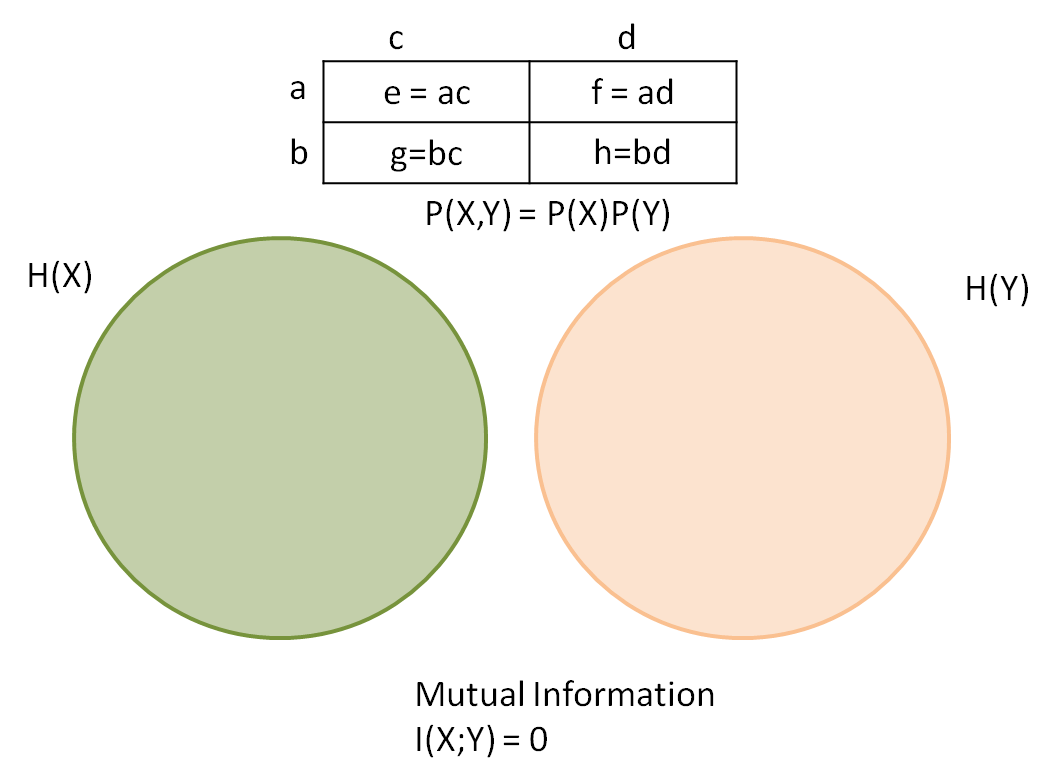 c d
a e = ac f = ad
b g=bc h=bd
P(X,Y) = P(X)P(Y)
H(X)
H(Y)
Mutual Information
I(X;Y) = 0